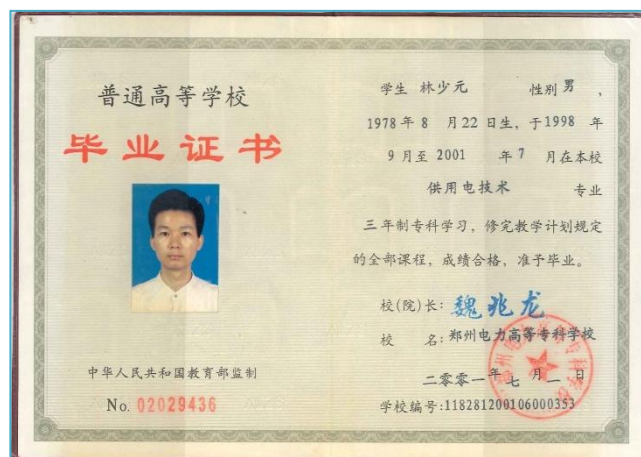 普通高等学校
毕业证书
中华人民共和国教育部监制
No. 02029436
学生 林少元 性别 男 ，
1978 年 8 月 22 日生，于 1998 年
9 月至 2001 年 7 月在本校
供用电技术 专业
三年制专科学习，修完教学计划规定
的全部课程，成绩合格，准予毕业。
校(院)长：魏兆龙
校 名：郑州电力高等专科学校
二零零一年七月一日
学校编号：118281200106000353